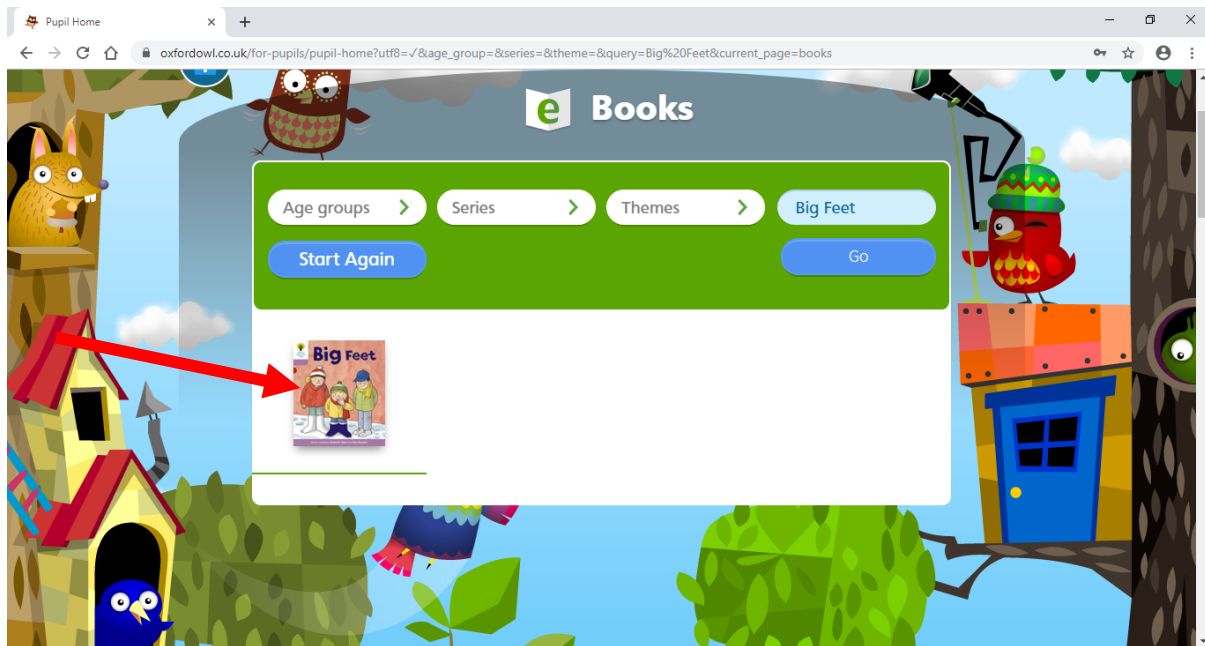 Pupil Home
oxfordowl.co.uk/for-pupils/pupil-home?utf8=✓&age_group=&series=&theme=&query=Big%20Feet&current_page=books
e Books
Age groups
Series
Themes
Big Feet
Start Again
Go
Big Feet